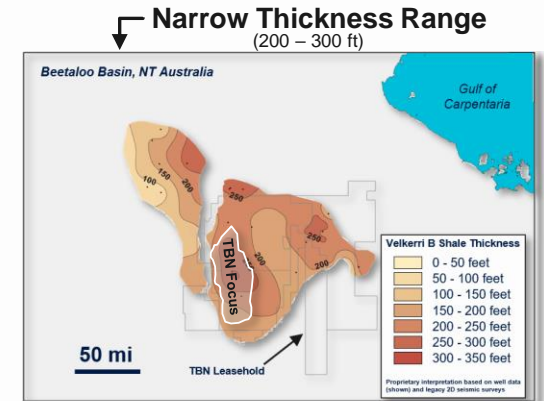 Narrow Thickness Range
(200 – 300 ft)
Beetaloo Basin, NT Australia
Gulf of
Carpentaria
100
150
200
250
250
200
200
TBN Focus
50 mi
TBN Leasehold
Velkerri B Shale Thickness
0 - 50 feet
50 - 100 feet
100 - 150 feet
150 - 200 feet
200 - 250 feet
250 - 300 feet
300 - 350 feet
Proprietary interpretation based on well data
(shown) and legacy 2D seismic surveys